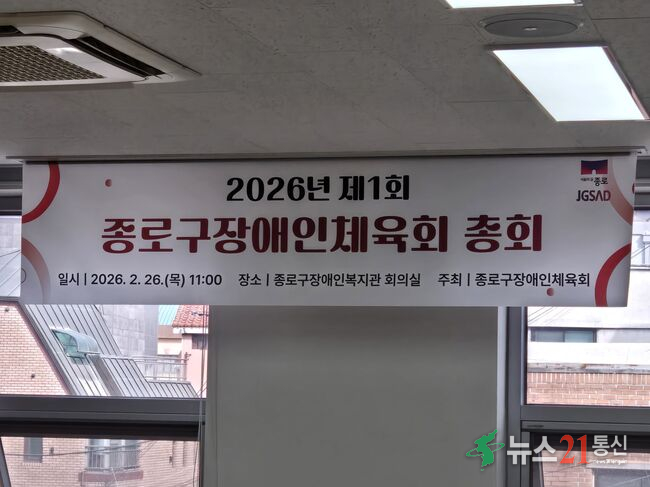 2026년 제1회
종로구장애인체육회 총회
일시 | 2026. 2. 26.(목) 11:00 장소 | 종로구장애인복지관 회의실 주최 | 종로구장애인체육회
종로
JGSAD
뉴스21통신